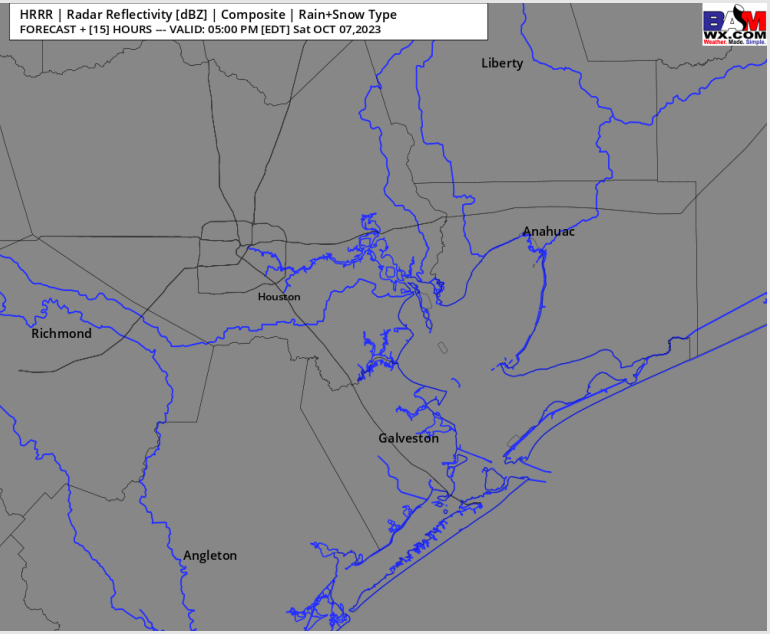 HRRR | Radar Reflectivity [dBZ] | Composite | Rain+Snow Type
FORECAST + [15] HOURS --- VALID: 05:00 PM [EDT] Sat OCT 07,2023
BAM
WX.COM
Weather. Made. Simple.
Liberty
Anahuac
Houston
Richmond
Galveston
Angleton